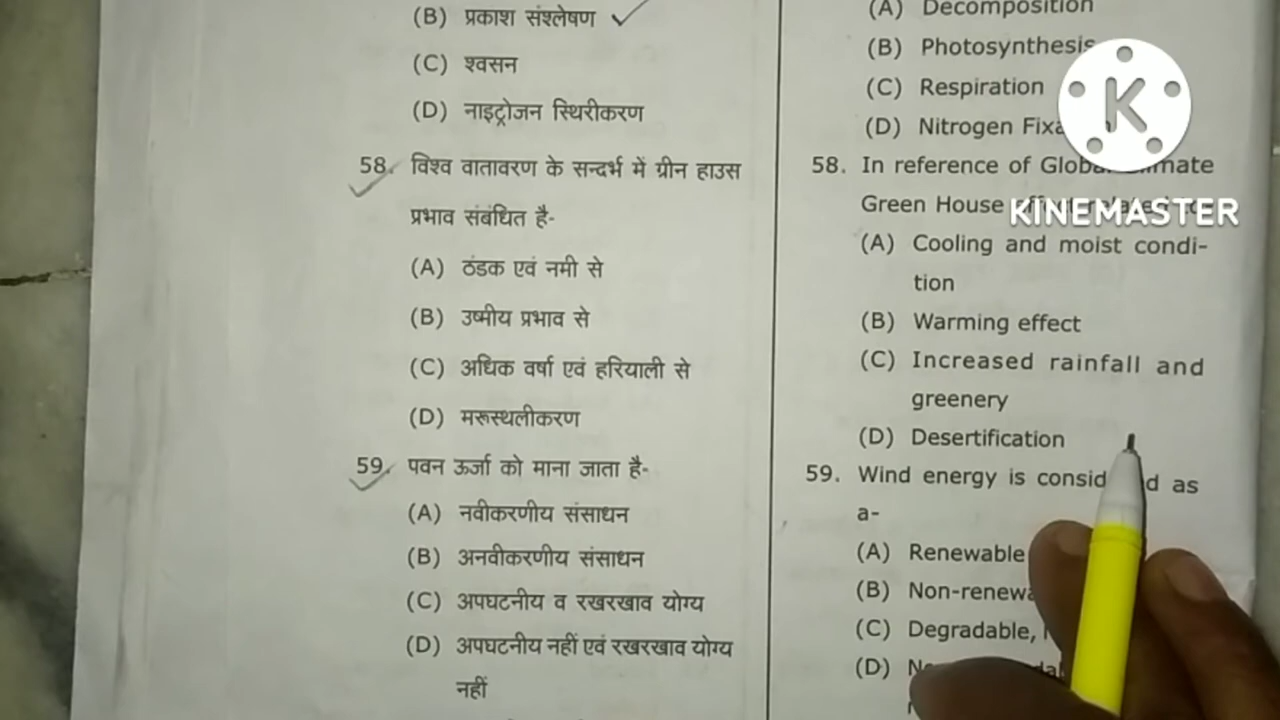 (B) प्रकाश संश्लेषण
(C) श्वसन
(D) नाइट्रोजन स्थिरीकरण
58. विश्व वातावरण के सन्दर्भ में ग्रीन हाउस
प्रभाव संबंधित है-
(A) ठंडक एवं नमी से
(B) उष्मीय प्रभाव से
(C) अधिक वर्षा एवं हरियाली से
(D) मरूस्थलीकरण
59. पवन ऊर्जा को माना जाता है-
(A) नवीकरणीय संसाधन
(B) अनवीकरणीय संसाधन
(C) अपघटनीय व रखरखाव योग्य
(D) अपघटनीय नहीं एवं रखरखाव योग्य
नहीं
(A) Decomposition
(B) Photosynthesis
(C) Respiration
(D) Nitrogen
58. In reference of
Green House
(A) Cooling and moist condi-
tion
(B) Warming effect
(C) Increased rainfall and
greenery
(D) Desertification
59. Wind energy is as
a-
(A) Renewable
(B)
(C) Degradable,
(D)
KINEMASTER